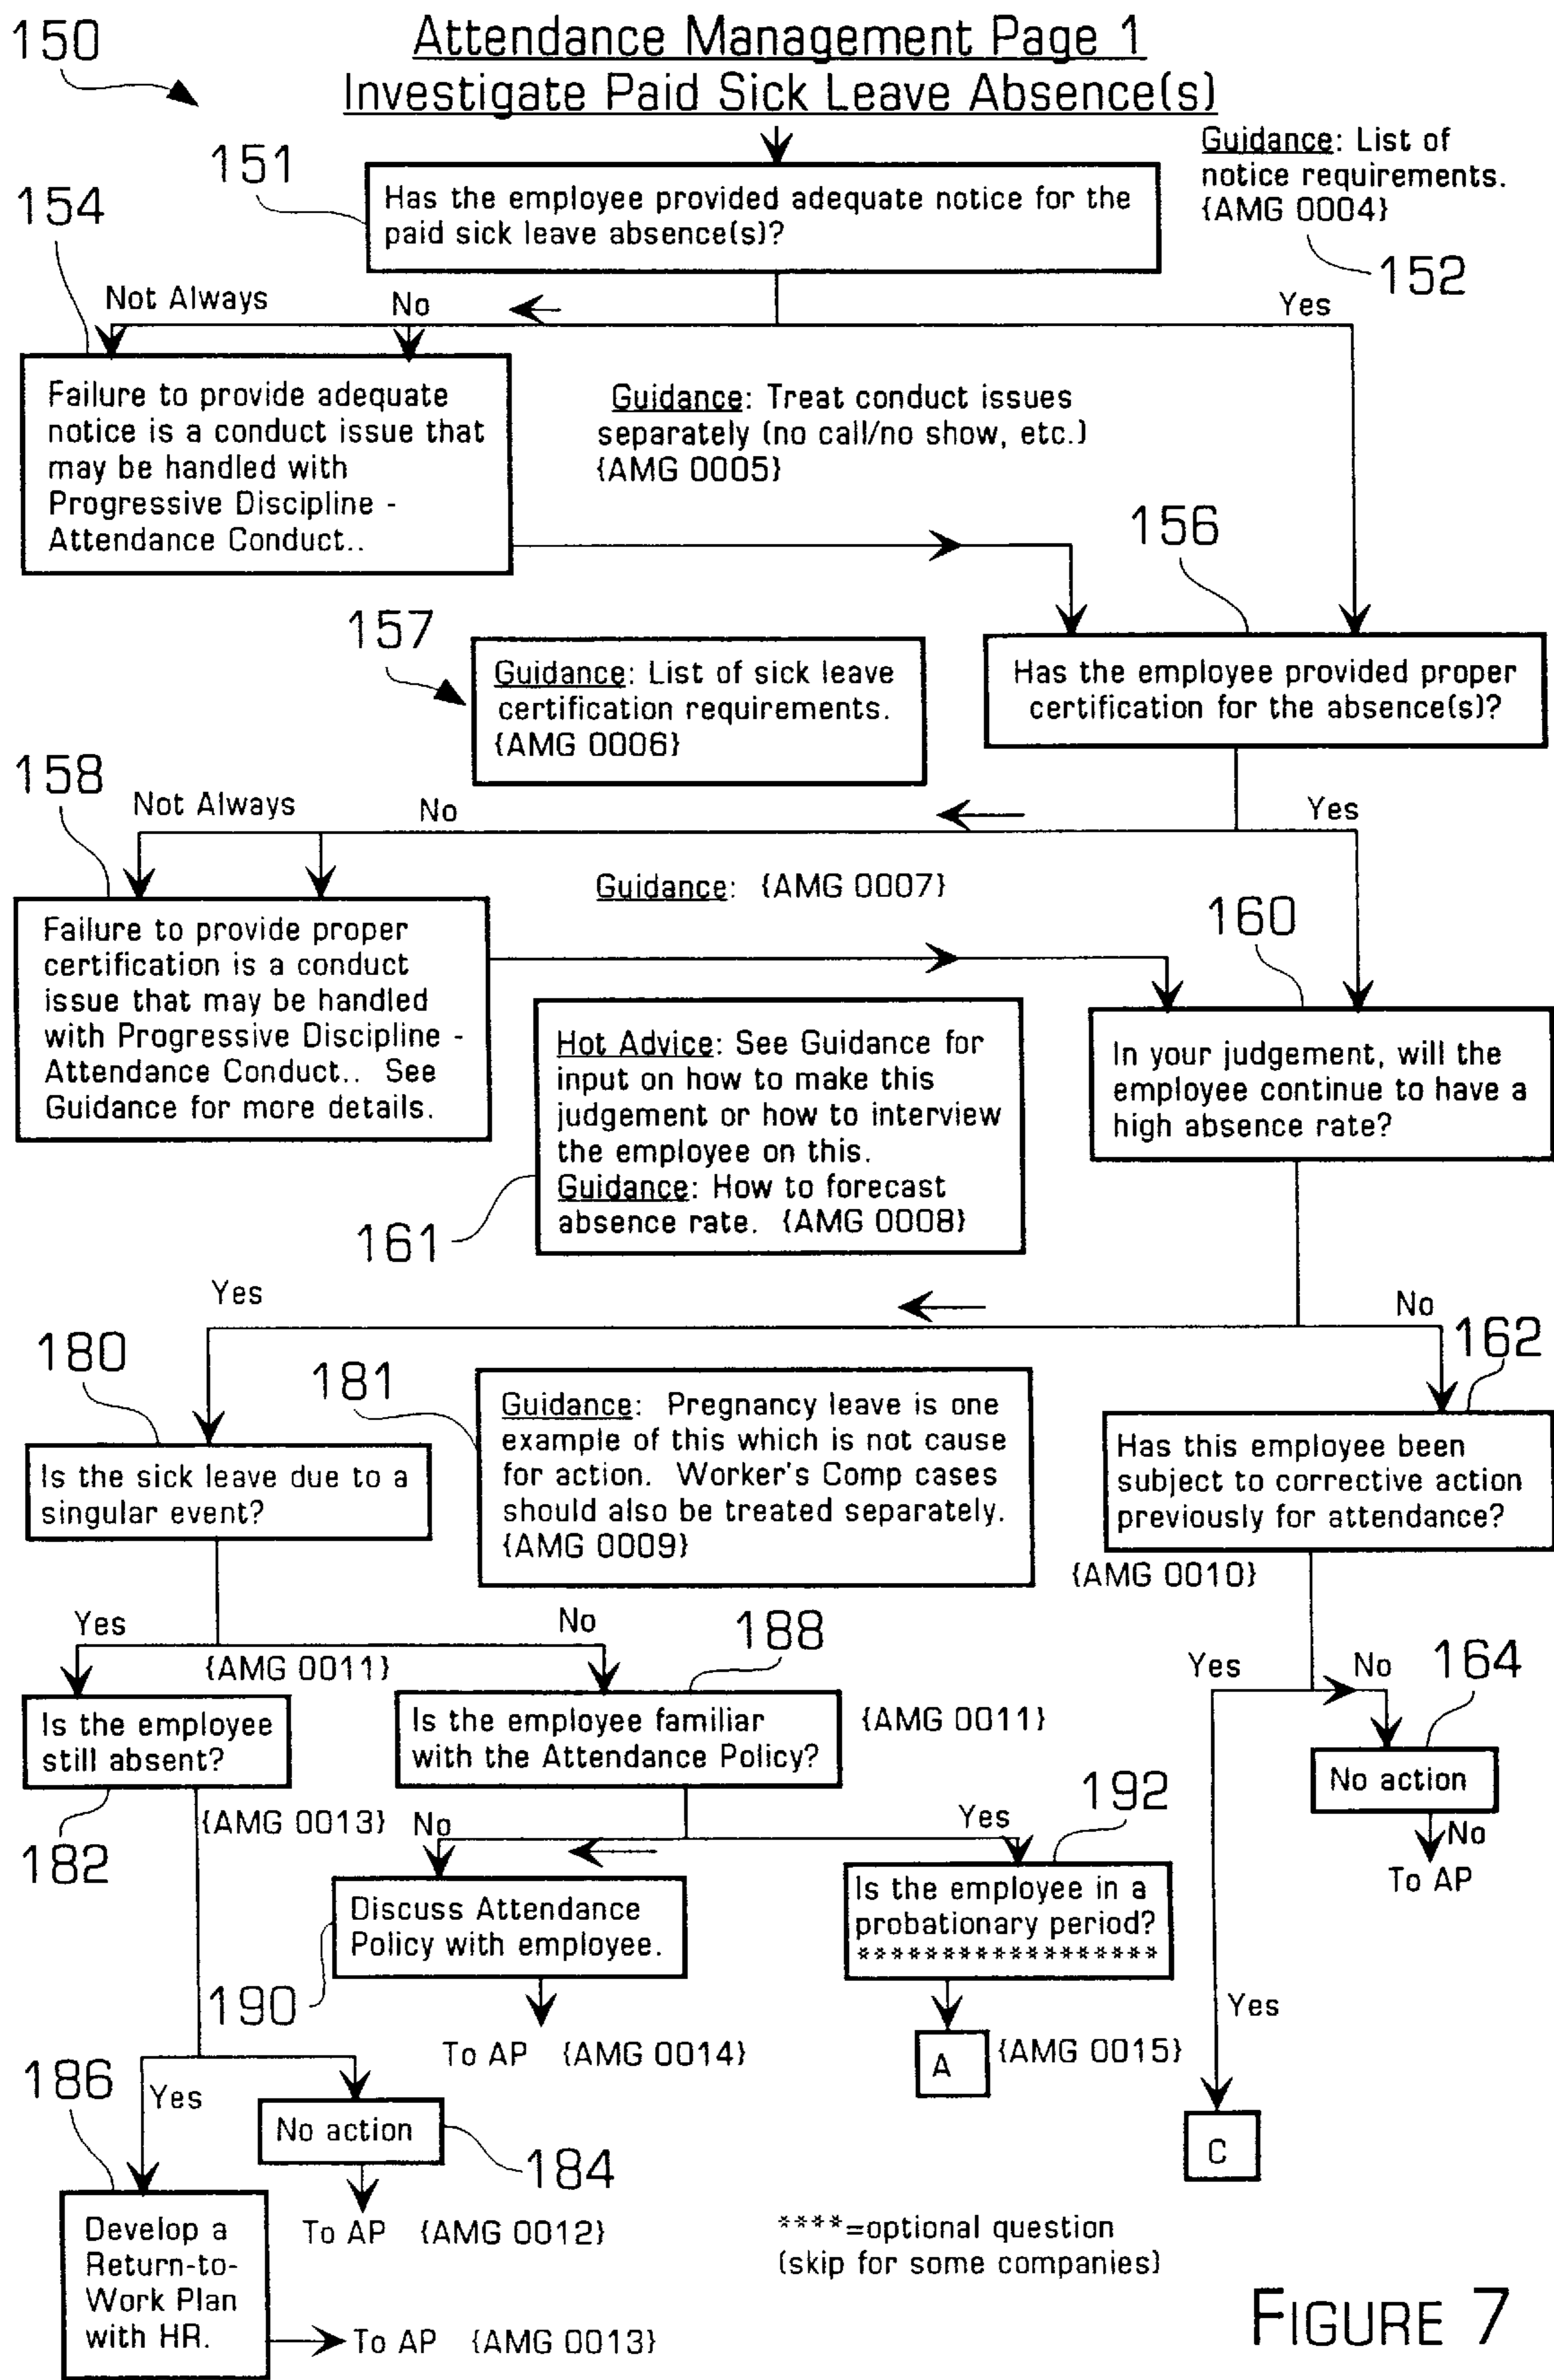 150
Attendance Management Page 1
Investigate Paid Sick Leave Absence(s)
151
Has the employee provided adequate notice for the
paid sick leave absence(s)?
Guidance: List of
notice requirements.
{AMG 0004}
152
154
Not Always
No
Yes
Failure to provide adequate
notice is a conduct issue that
may be handled with
Progressive Discipline -
Attendance Conduct..
Guidance: Treat conduct issues
separately (no call/no show, etc.)
{AMG 0005}
156
157
Guidance: List of sick leave
certification requirements.
{AMG 0006}
Has the employee provided proper
certification for the absence(s)?
158
Not Always
No
Yes
Guidance: {AMG 0007}
Failure to provide proper
certification is a conduct
issue that may be handled
with Progressive Discipline -
Attendance Conduct.. See
Guidance for more details.
160
Hot Advice: See Guidance for
input on how to make this
judgement or how to interview
the employee on this.
Guidance: How to forecast
absence rate. {AMG 0008}
161
In your judgement, will the
employee continue to have a
high absence rate?
Yes
No
180
181
162
Guidance: Pregnancy leave is one
example of this which is not cause
for action. Worker's Comp cases
should also be treated separately.
{AMG 0009}
Is the sick leave due to a
singular event?
Has this employee been
subject to corrective action
previously for attendance?
{AMG 0010}
Yes
No
188
{AMG 0011}
Yes
No
164
Is the employee
still absent?
Is the employee familiar
with the Attendance Policy?
{AMG 0011}
No action
No
To AP
182
{AMG 0013}
No
Yes
192
Discuss Attendance
Policy with employee.
Is the employee in a
probationary period?
******************
190
To AP {AMG 0014}
A
{AMG 0015}
Yes
C
186
Yes
No action
184
To AP {AMG 0012}
Develop a
Return-to-
Work Plan
with HR.
To AP {AMG 0013}
****=optional question
(skip for some companies)
FIGURE 7